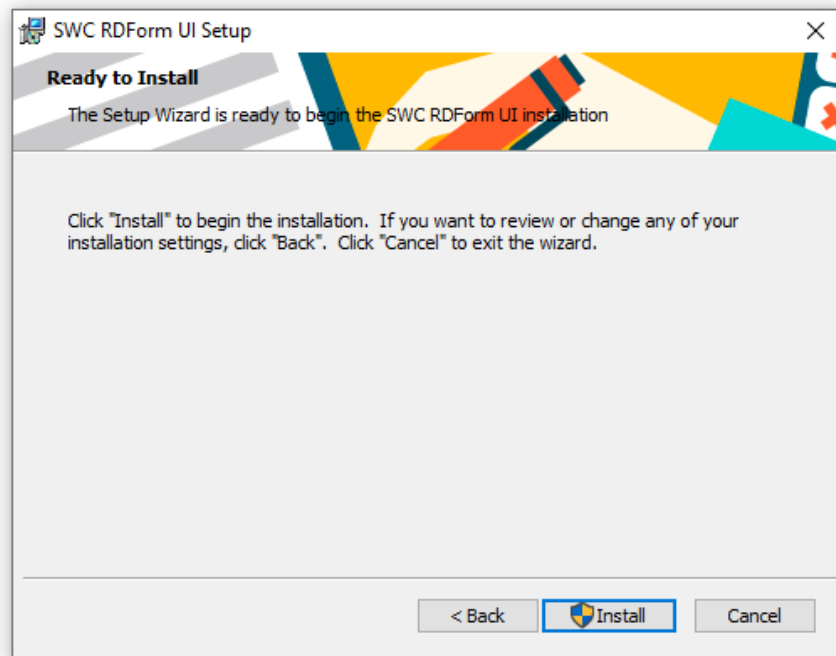 SWC RDForm UI Setup
Ready to Install
The Setup Wizard is ready to begin the SWC RDForm UI installation
Click "Install" to begin the installation. If you want to review or change any of your
installation settings, click "Back". Click "Cancel" to exit the wizard.
< Back
Install
Cancel